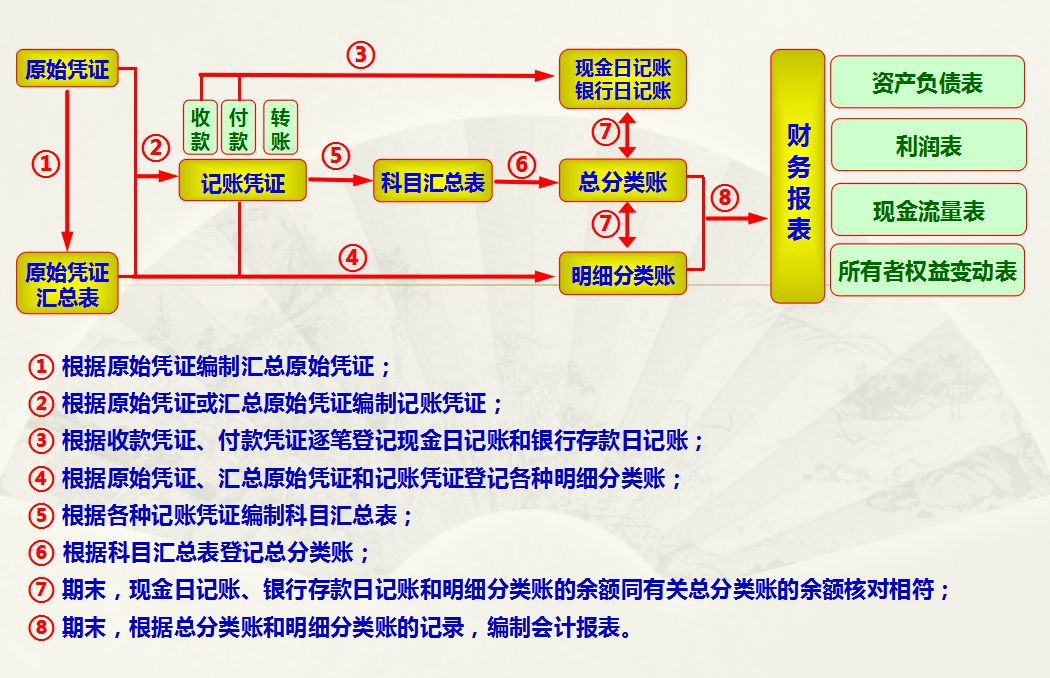 原始凭证
③
现金日记账
银行日记账
收款
付款
转账
①
②
⑤
⑥
⑦
记账凭证
科目汇总表
总分类账
⑧
⑦
财务报表
资产负债表
利润表
现金流量表
所有者权益变动表
原始凭证
汇总表
④
明细分类账
① 根据原始凭证编制汇总原始凭证；
② 根据原始凭证或汇总原始凭证编制记账凭证；
③ 根据收款凭证、付款凭证逐笔登记现金日记账和银行存款日记账；
④ 根据原始凭证、汇总原始凭证和记账凭证登记各种明细分类账；
⑤ 根据各种记账凭证编制科目汇总表；
⑥ 根据科目汇总表登记总分类账；
⑦ 期末，现金日记账、银行存款日记账和明细分类账的余额同有关总分类账的余额核对相符；
⑧ 期末，根据总分类账和明细分类账的记录，编制会计报表。